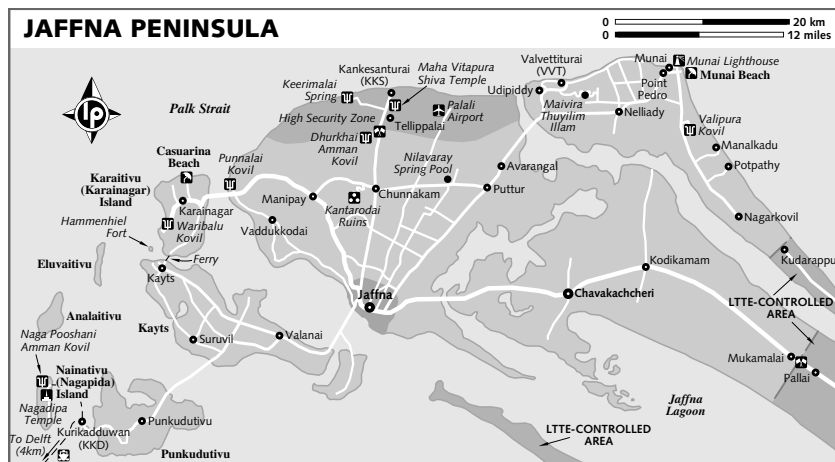 JAFFNA PENINSULA
0 20 km
0 12 miles
lp
Palk Strait
Keerimalai
Spring
Kankesanturai
(KKS)
Maha Vitapura
Shiva Temple
High Security Zone
Tellippalai
Dhurkhai
Amman
Kovil
Palali
Airport
Valvettiturai
(VVT)
Udipiddy
Maivira
Thuyilim
Illam
Munai
Munai Lighthouse
Munai Beach
Point
Pedro
Nelliady
Valipura
Kovil
Manalkadu
Potpathy
Nagarkovil
Kudarappu
LTTE-CONTROLLED
AREA
Casuarina
Beach
Punnalai
Kovil
Karaitivu
(Karainagar)
Island
Karainagar
Waribalu
Kovil
Hammenhiel
Fort
Ferry
Kayts
Manipay
Vaddukkodai
Kantarodai
Ruins
Chunnakam
Nilavaray
Spring Pool
Avarangal
Puttur
Jaffna
Chavakachcheri
Kodikamam
Mukamalai
Pallai
Eluvaitivu
Analaitivu
Kayts
Suruvil
Valanai
Naga Pooshani
Amman Kovil
Nainativu
(Nagapida)
Island
Nagadipa
Temple
To Delft
(4km)
Kurikadduwan
(KKD)
Punkudutivu
Punkudutivu
Jaffna
Lagoon
LTTE-CONTROLLED
AREA